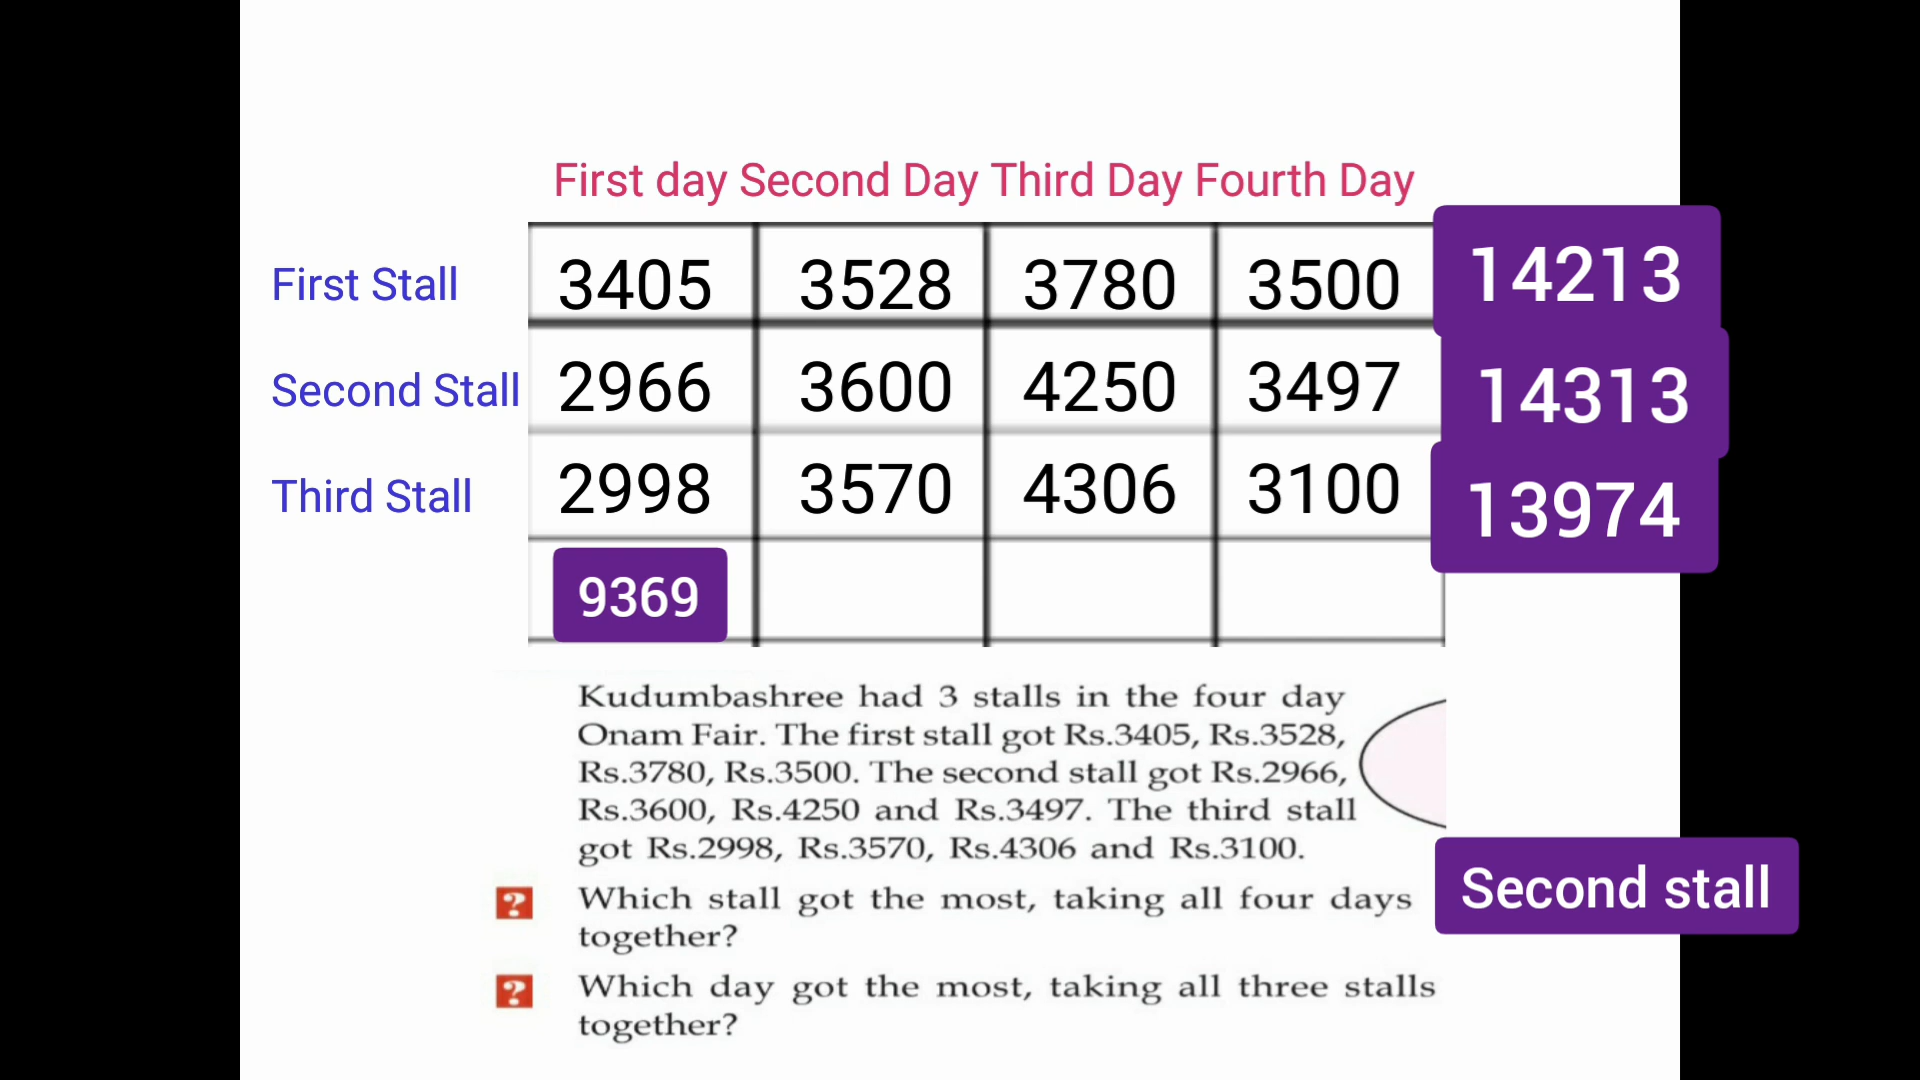 First day Second Day Third Day Fourth Day
First Stall 3405 3528 3780 3500 14213
Second Stall 2966 3600 4250 3497 14313
Third Stall 2998 3570 4306 3100 13974
9369
Kudumbashree had 3 stalls in the four day
Onam Fair. The first stall got Rs.3405, Rs.3528,
Rs.3780, Rs.3500. The second stall got Rs.2966,
Rs.3600, Rs.4250 and Rs.3497. The third stall
got Rs.2998, Rs.3570, Rs.4306 and Rs.3100.
? Which stall got the most, taking all four days
together?
Second stall
? Which day got the most, taking all three stalls
together?